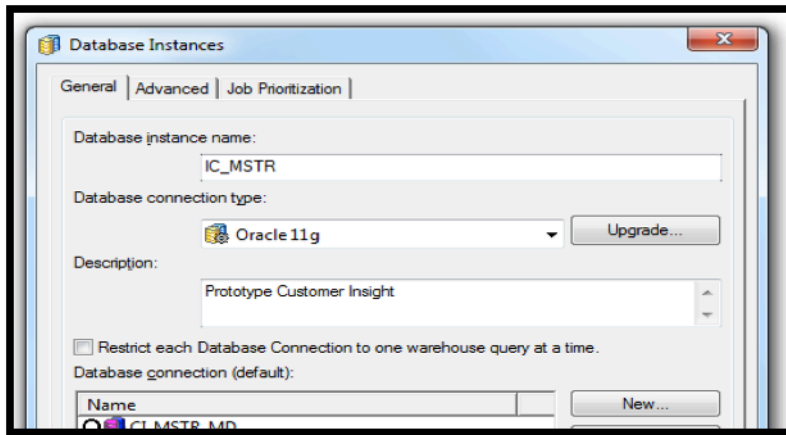 Database Instances
General Advanced Job Prioritization
Database instance name:
IC_MSTR
Database connection type:
Oracle 11g Upgrade...
Description:
Prototype Customer Insight
Restrict each Database Connection to one warehouse query at a time.
Database connection (default):
Name New...
CI_MSTR_MD